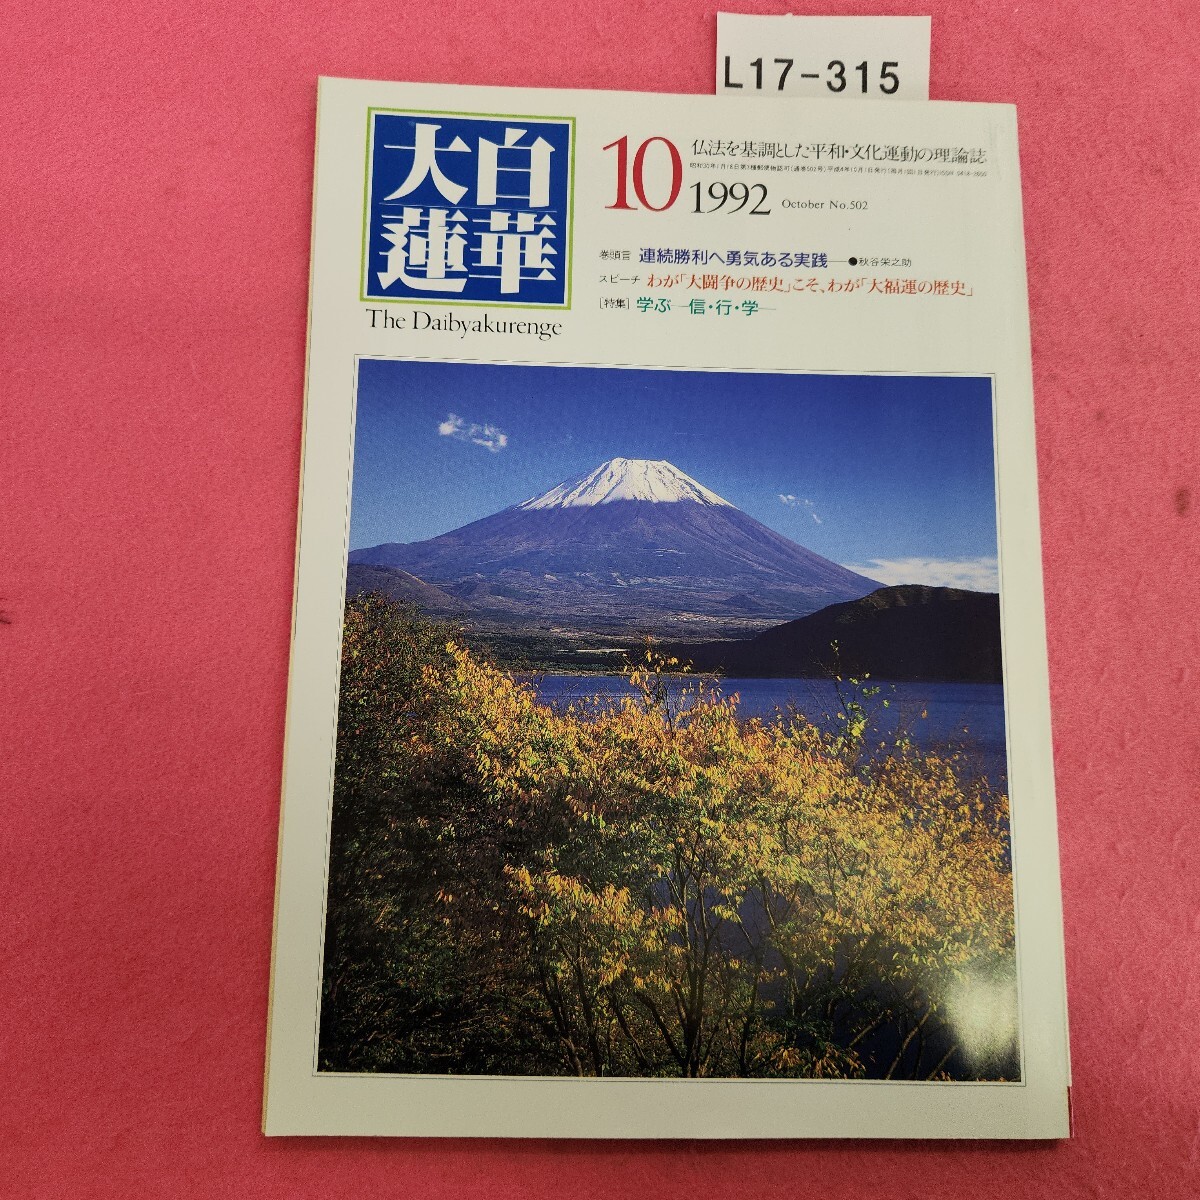 L17-315
大白
蓮華
The Daibyakurenge
10
1992
October No.502
仏法を基調とした平和・文化運動の理論誌
巻頭言 連続勝利へ勇気ある実践──●秋谷栄之助
スピーチ わが「大闘争の歴史」こそ、わが「大福運の歴史」
[特集] 学ぶ─信・行・学─